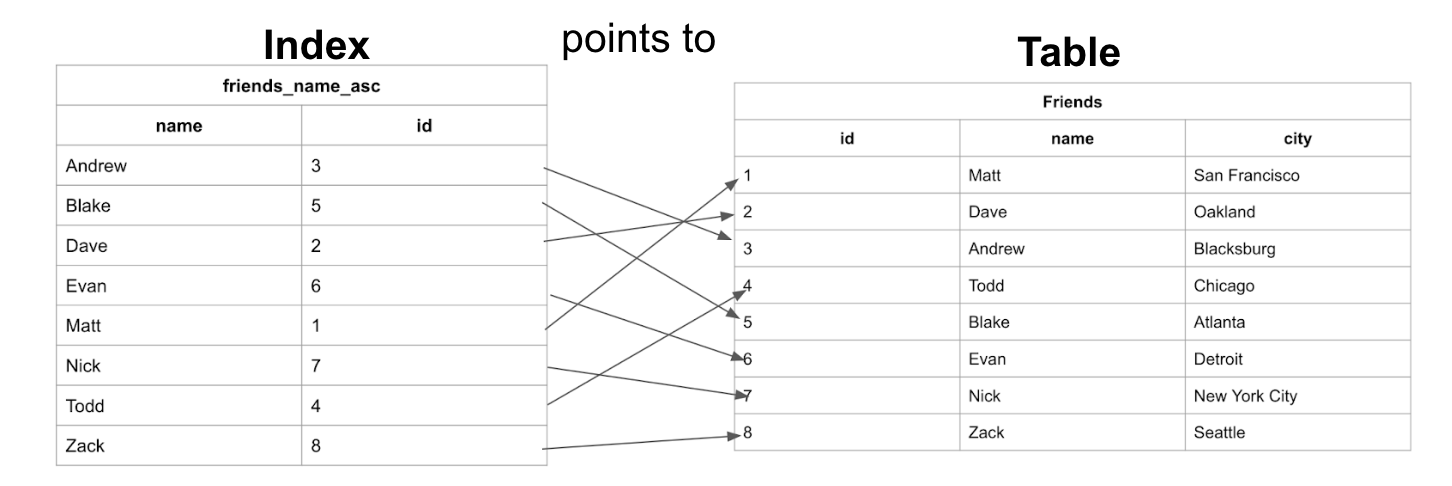 Index points to Table
friends_name_asc
name id
Andrew 3
Blake 5
Dave 2
Evan 6
Matt 1
Nick 7
Todd 4
Zack 8
Friends
id name city
1 Matt San Francisco
2 Dave Oakland
3 Andrew Blacksburg
4 Todd Chicago
5 Blake Atlanta
6 Evan Detroit
7 Nick New York City
8 Zack Seattle